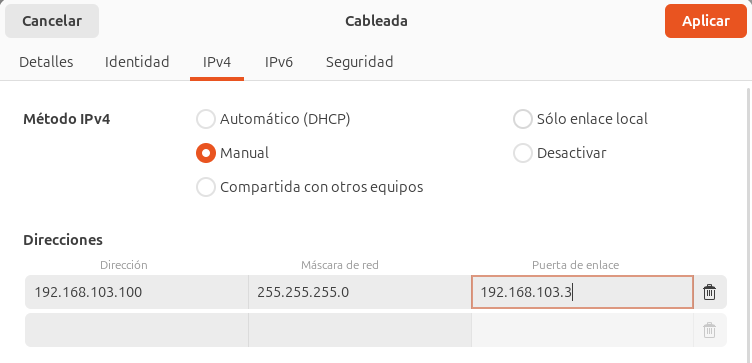 Cancelar Cableada Aplicar
Detalles Identidad IPv4 IPv6 Seguridad
Método IPv4 Automático (DHCP) Sólo enlace local
Manual Desactivar
Compartida con otros equipos
Direcciones
Dirección Máscara de red Puerta de enlace
192.168.103.100 255.255.255.0 192.168.103.3